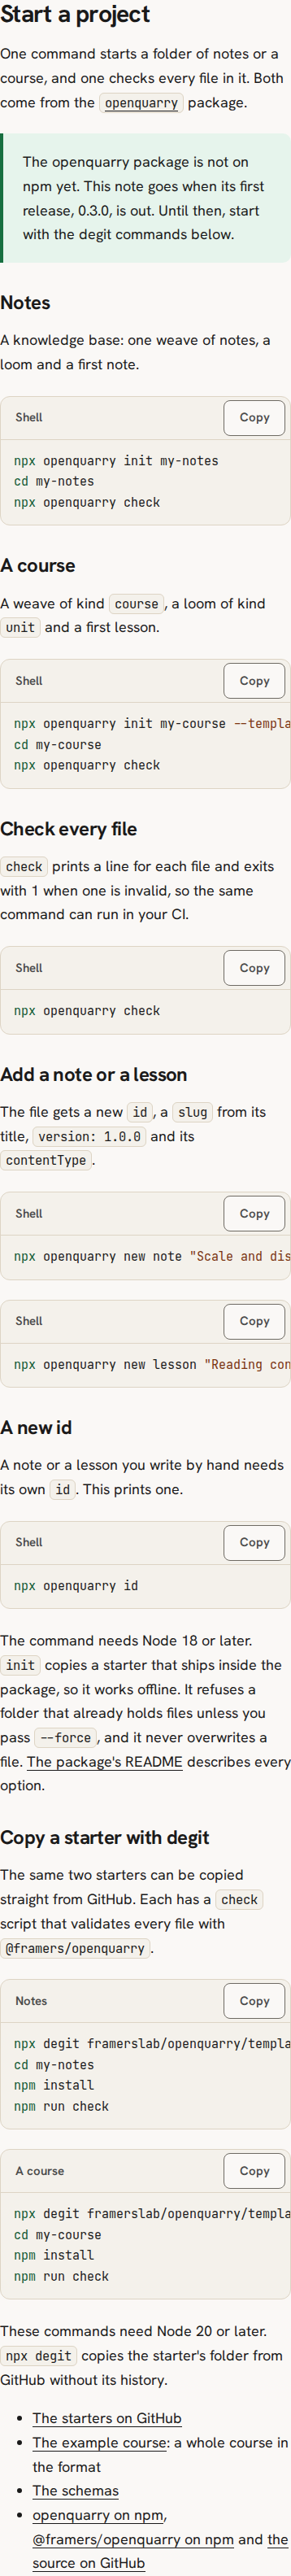 Start a project
One command starts a folder of notes or a
course, and one checks every file in it. Both
come from the openquarry package.
The openquarry package is not on
npm yet. This note goes when its first
release, 0.3.0, is out. Until then, start
with the degit commands below.
Notes
A knowledge base: one weave of notes, a
loom and a first note.
Shell Copy
npx openquarry init my-notes
cd my-notes
npx openquarry check
A course
A weave of kind course, a loom of kind
unit and a first lesson.
Shell Copy
npx openquarry init my-course --templa
cd my-course
npx openquarry check
Check every file
check prints a line for each file and exits
with 1 when one is invalid, so the same
command can run in your CI.
Shell Copy
npx openquarry check
Add a note or a lesson
The file gets a new id, a slug from its
title, version: 1.0.0 and its
contentType.
Shell Copy
npx openquarry new note "Scale and dis
Shell Copy
npx openquarry new lesson "Reading con
A new id
A note or a lesson you write by hand needs
its own id. This prints one.
Shell Copy
npx openquarry id
The command needs Node 18 or later.
init copies a starter that ships inside the
package, so it works offline. It refuses a
folder that already holds files unless you
pass --force, and it never overwrites a
file. The package's README describes every
option.
Copy a starter with degit
The same two starters can be copied
straight from GitHub. Each has a check
script that validates every file with
@framers/openquarry.
Notes Copy
npx degit framerslab/openquarry/templa
cd my-notes
npm install
npm run check
A course Copy
npx degit framerslab/openquarry/templa
cd my-course
npm install
npm run check
These commands need Node 20 or later.
npx degit copies the starter's folder from
GitHub without its history.
• The starters on GitHub
• The example course: a whole course in
the format
• The schemas
• openquarry on npm,
@framers/openquarry on npm and the
source on GitHub